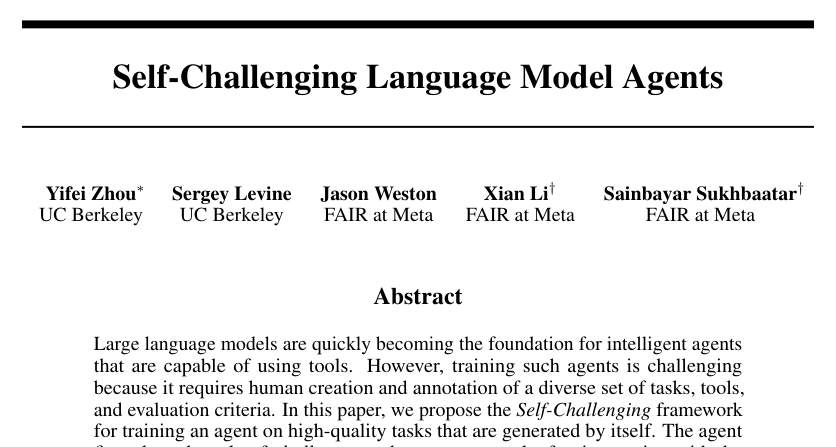 Self-Challenging Language Model Agents
Yifei Zhou* Sergey Levine Jason Weston Xian Li† Sainbayar Sukhbaatar†
UC Berkeley UC Berkeley FAIR at Meta FAIR at Meta FAIR at Meta
Abstract
Large language models are quickly becoming the foundation for intelligent agents
that are capable of using tools. However, training such agents is challenging
because it requires human creation and annotation of a diverse set of tasks, tools,
and evaluation criteria. In this paper, we propose the Self-Challenging framework
for training an agent on high-quality tasks that are generated by itself. The agent